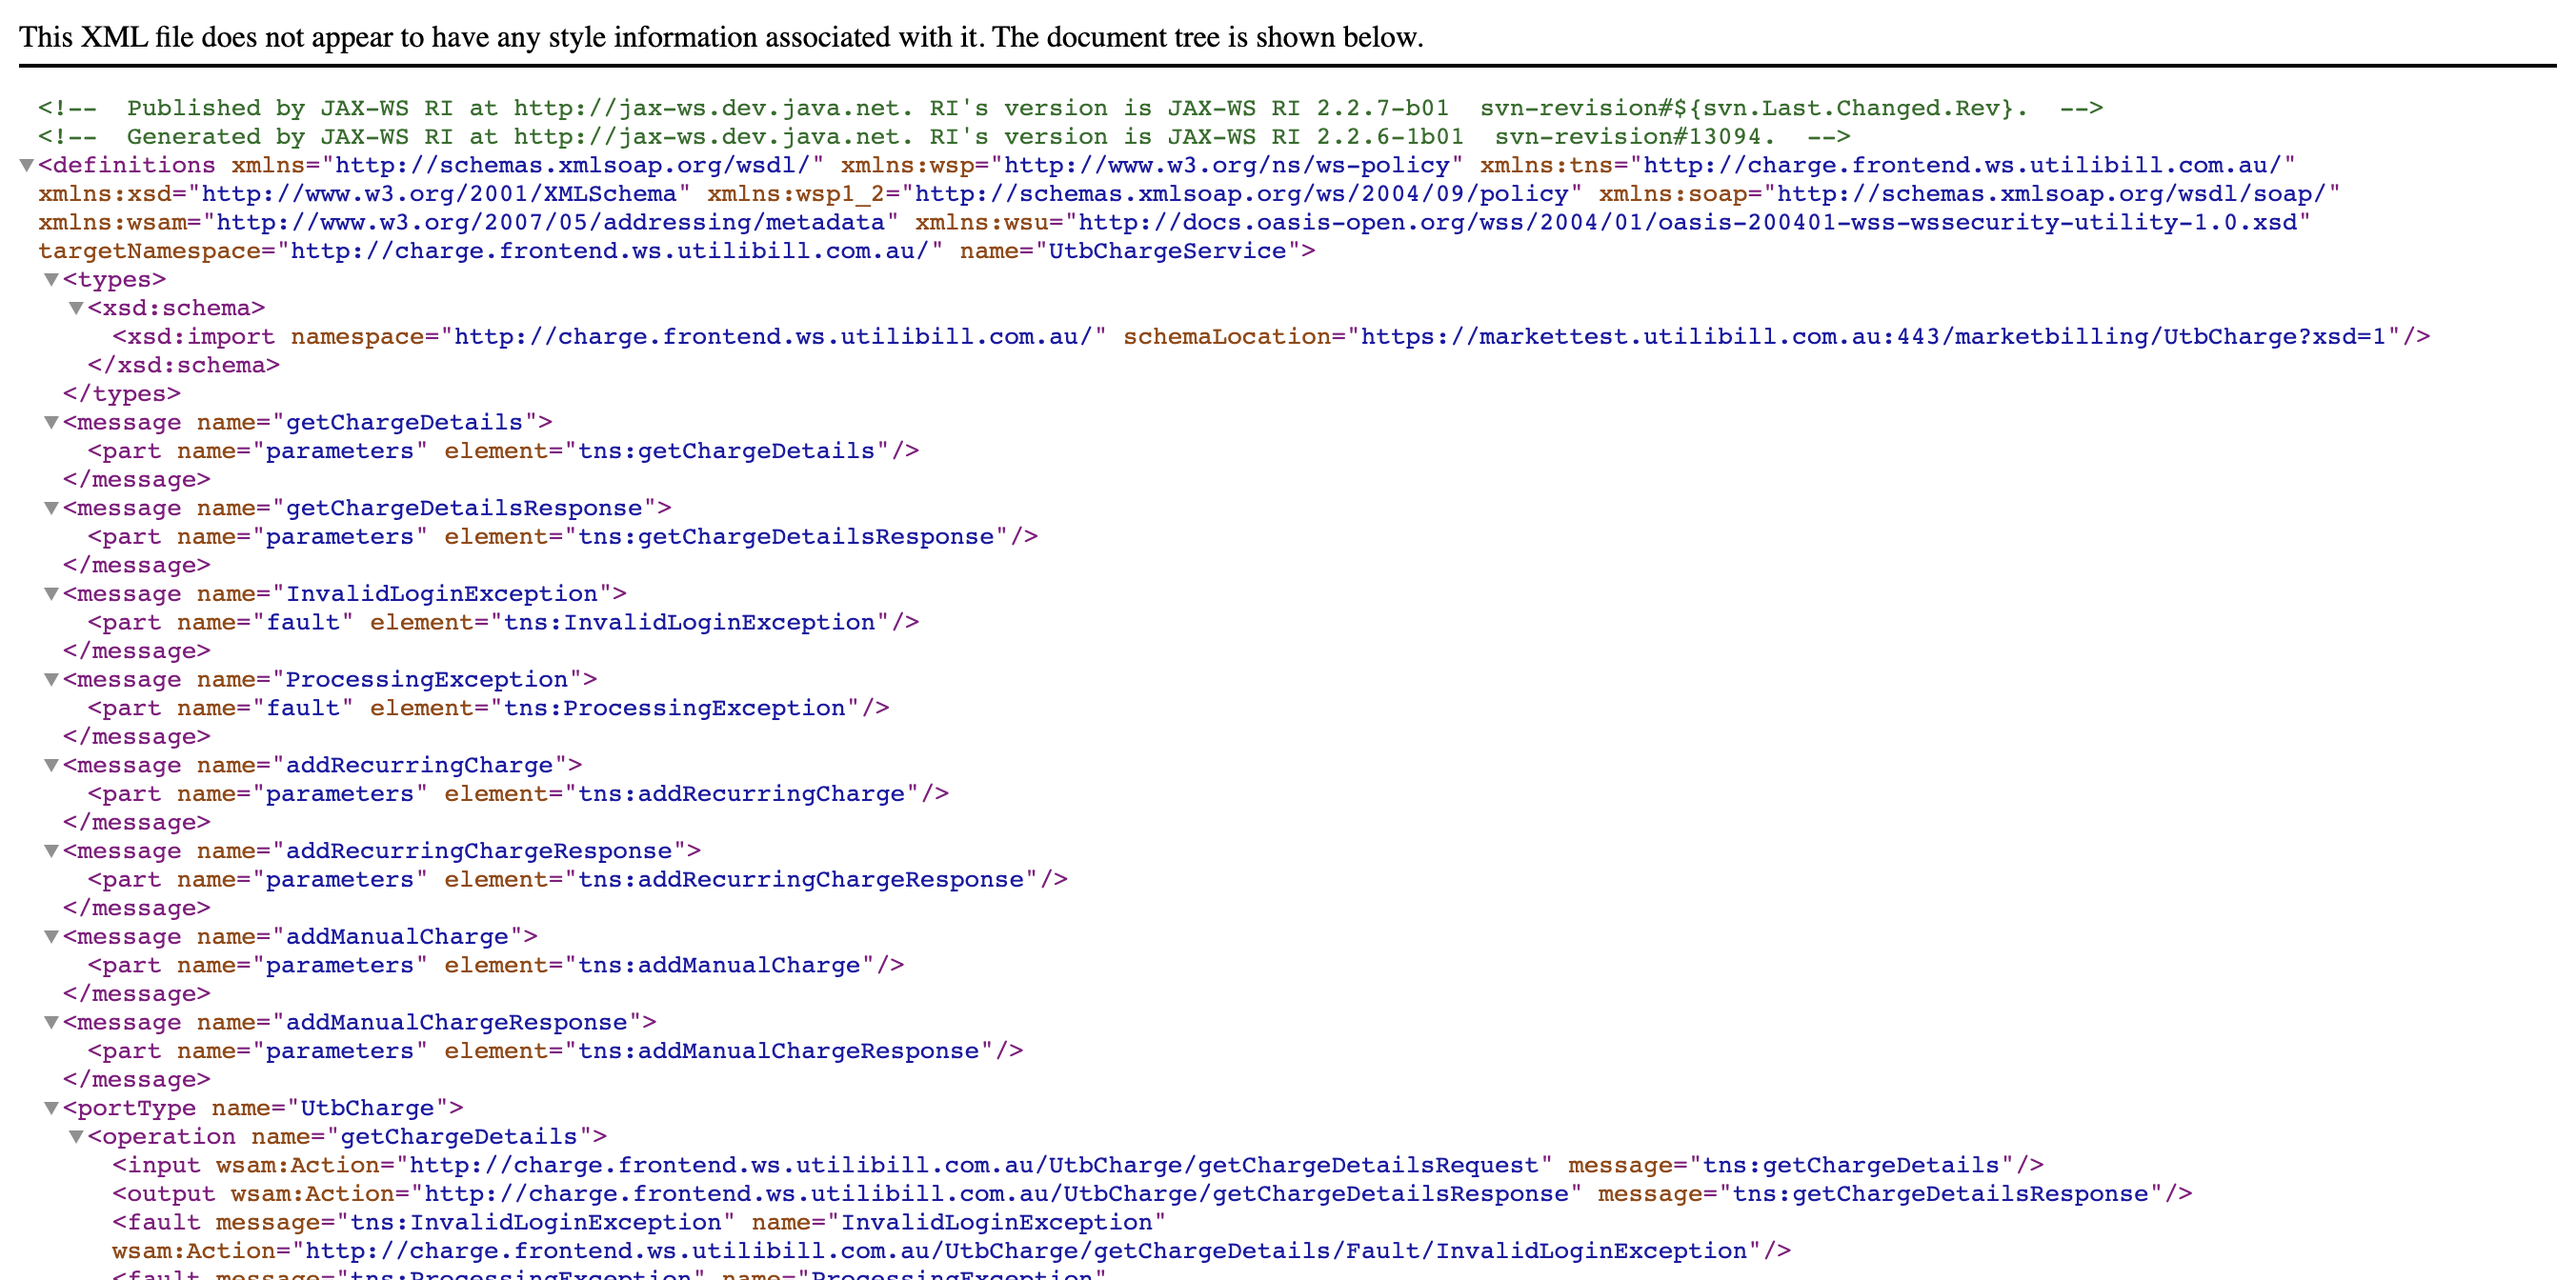 This XML file does not appear to have any style information associated with it. The document tree is shown below.
<!--  Published by JAX-WS RI at http://jax-ws.dev.java.net. RI's version is JAX-WS RI 2.2.7-b01  svn-revision#${svn.Last.Changed.Rev}.  -->
<!--  Generated by JAX-WS RI at http://jax-ws.dev.java.net. RI's version is JAX-WS RI 2.2.6-1b01  svn-revision#13094.  -->
▼<definitions xmlns="http://schemas.xmlsoap.org/wsdl/" xmlns:wsp="http://www.w3.org/ns/ws-policy" xmlns:tns="http://charge.frontend.ws.utilibill.com.au/"
xmlns:xsd="http://www.w3.org/2001/XMLSchema" xmlns:wsp1_2="http://schemas.xmlsoap.org/ws/2004/09/policy" xmlns:soap="http://schemas.xmlsoap.org/wsdl/soap/"
xmlns:wsam="http://www.w3.org/2007/05/addressing/metadata" xmlns:wsu="http://docs.oasis-open.org/wss/2004/01/oasis-200401-wss-wssecurity-utility-1.0.xsd"
targetNamespace="http://charge.frontend.ws.utilibill.com.au/" name="UtbChargeService">
▼<types>
▼<xsd:schema>
<xsd:import namespace="http://charge.frontend.ws.utilibill.com.au/" schemaLocation="https://markettest.utilibill.com.au:443/marketbilling/UtbCharge?xsd=1"/>
</xsd:schema>
</types>
▼<message name="getChargeDetails">
<part name="parameters" element="tns:getChargeDetails"/>
</message>
▼<message name="getChargeDetailsResponse">
<part name="parameters" element="tns:getChargeDetailsResponse"/>
</message>
▼<message name="InvalidLoginException">
<part name="fault" element="tns:InvalidLoginException"/>
</message>
▼<message name="ProcessingException">
<part name="fault" element="tns:ProcessingException"/>
</message>
▼<message name="addRecurringCharge">
<part name="parameters" element="tns:addRecurringCharge"/>
</message>
▼<message name="addRecurringChargeResponse">
<part name="parameters" element="tns:addRecurringChargeResponse"/>
</message>
▼<message name="addManualCharge">
<part name="parameters" element="tns:addManualCharge"/>
</message>
▼<message name="addManualChargeResponse">
<part name="parameters" element="tns:addManualChargeResponse"/>
</message>
▼<portType name="UtbCharge">
▼<operation name="getChargeDetails">
<input wsam:Action="http://charge.frontend.ws.utilibill.com.au/UtbCharge/getChargeDetailsRequest" message="tns:getChargeDetails"/>
<output wsam:Action="http://charge.frontend.ws.utilibill.com.au/UtbCharge/getChargeDetailsResponse" message="tns:getChargeDetailsResponse"/>
<fault message="tns:InvalidLoginException" name="InvalidLoginException"
wsam:Action="http://charge.frontend.ws.utilibill.com.au/UtbCharge/getChargeDetails/Fault/InvalidLoginException"/>
<fault message="tns:ProcessingException" name="ProcessingException"